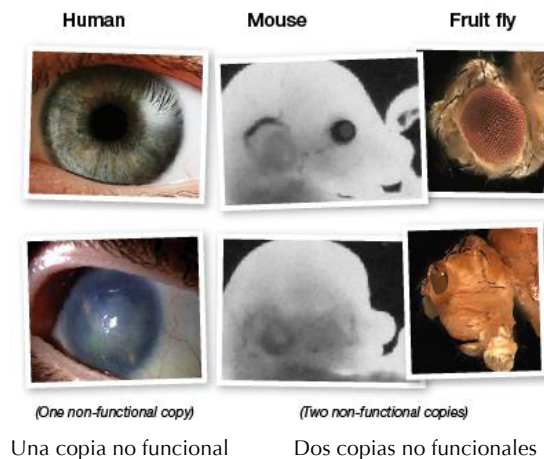 Human Mouse Fruit fly
(One non-functional copy) (Two non-functional copies)
Una copia no funcional Dos copias no funcionales